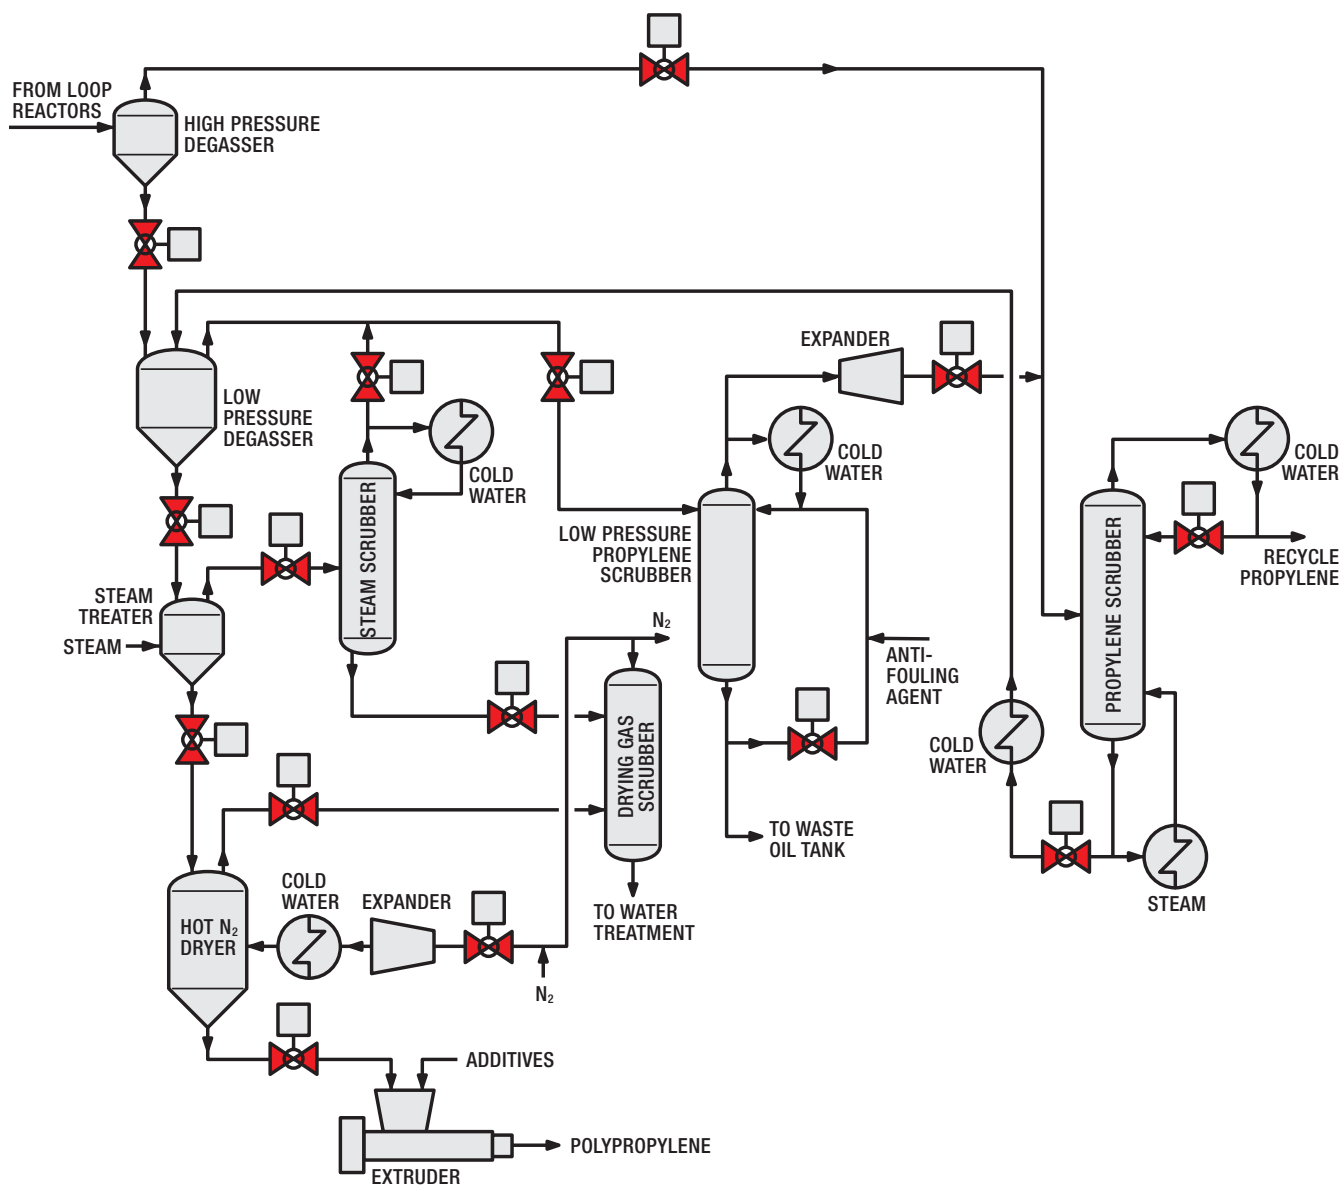 FROM LOOP
REACTORS
HIGH PRESSURE
DEGASSER
EXPANDER
LOW
PRESSURE
DEGASSER
COLD
WATER
COLD
WATER
COLD
WATER
STEAM SCRUBBER
LOW PRESSURE
PROPYLENE
SCRUBBER
PROPYLENE SCRUBBER
RECYCLE
PROPYLENE
STEAM
TREATER
STEAM
N₂
ANTI-
FOULING
AGENT
DRYING GAS
SCRUBBER
COLD
WATER
TO WASTE
OIL TANK
STEAM
COLD
WATER
EXPANDER
TO WATER
TREATMENT
HOT N₂
DRYER
N₂
ADDITIVES
POLYPROPYLENE
EXTRUDER